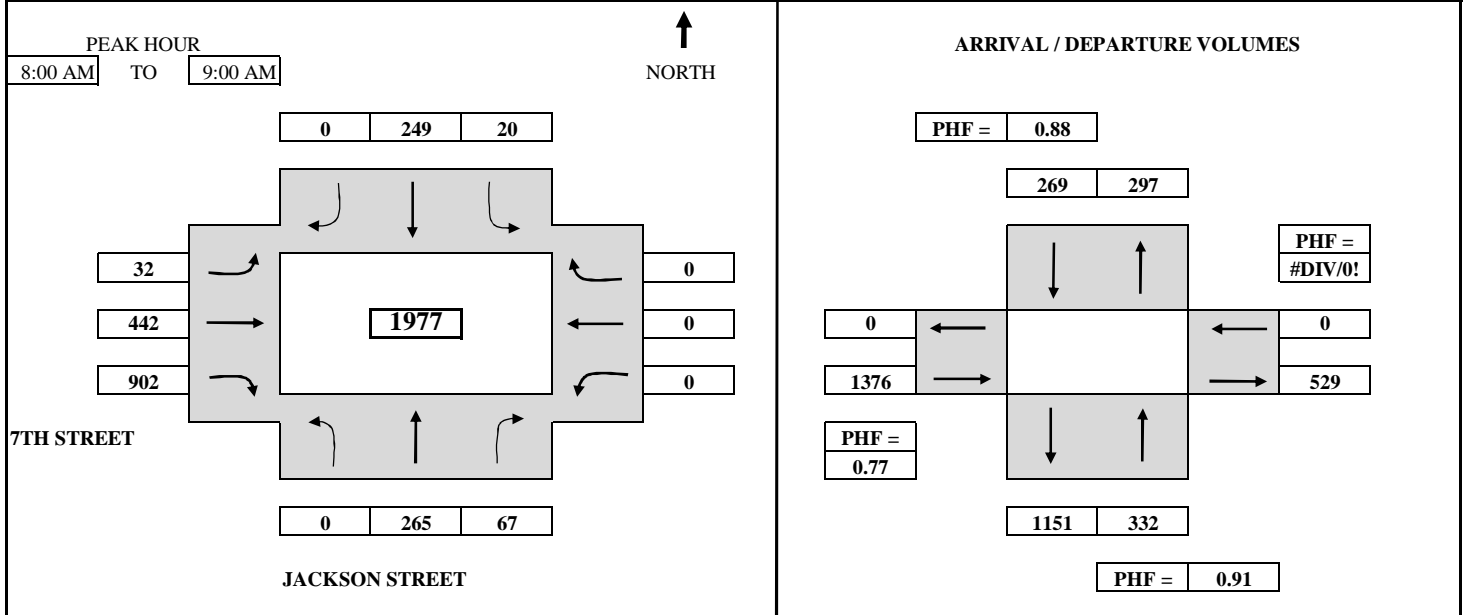 PEAK HOUR
8:00 AM TO 9:00 AM
NORTH
0 249 20
32
442
902
1977
0
0
0
7TH STREET
0 265 67
JACKSON STREET
ARRIVAL / DEPARTURE VOLUMES
PHF = 0.88
269 297
PHF =
#DIV/0!
0 0
1376 529
PHF =
0.77
1151 332
PHF = 0.91